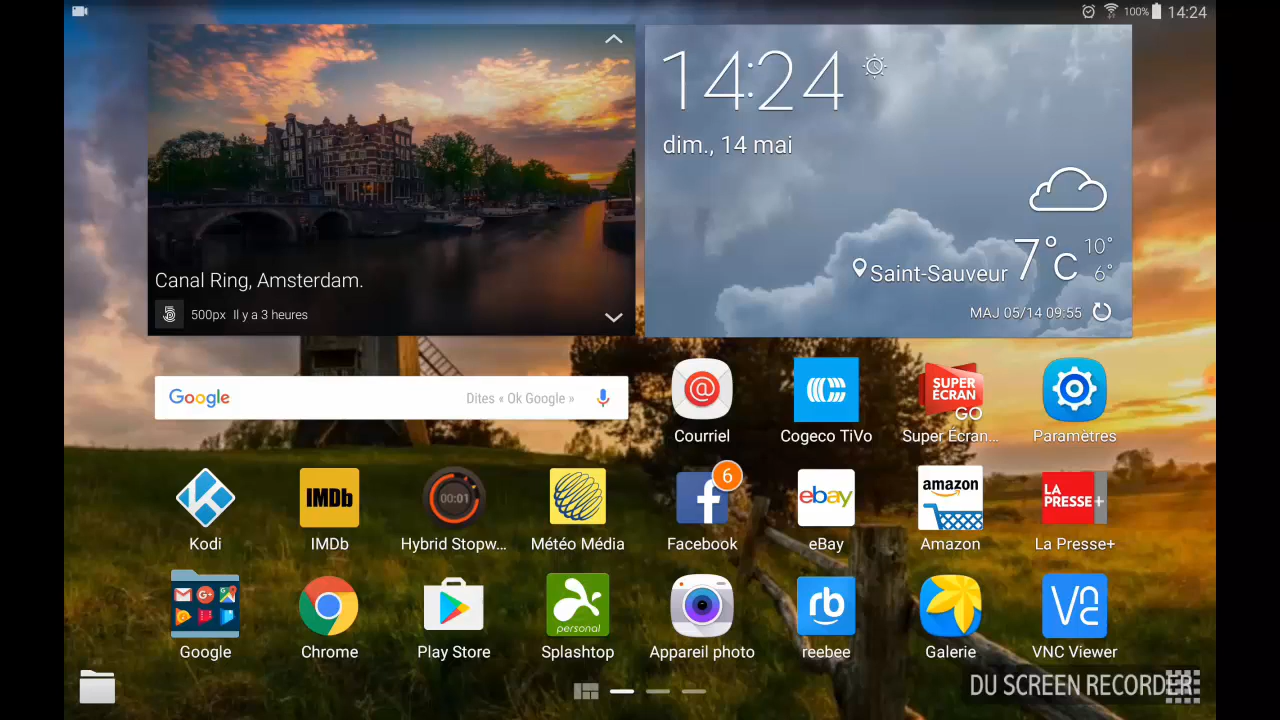 100% 14:24
Canal Ring, Amsterdam.
500px Il y a 3 heures
14:24
dim., 14 mai
Saint-Sauveur 7°C 10° 6°
MAJ 05/14 09:55
Google Dites « Ok Google »
@
Courriel
Cogeco TiVo
SUPER
ÉCRAN
GO
Super Écran...
Paramètres
Kodi
IMDb
IMDb
00:01
Hybrid Stopw...
Météo Média
f
6
Facebook
ebay
eBay
amazon
Amazon
LA
PRESSE+
La Presse+
Google
Chrome
Play Store
personal
Splashtop
Appareil photo
rb
reebee
Galerie
VNC Viewer
DU SCREEN RECORDER